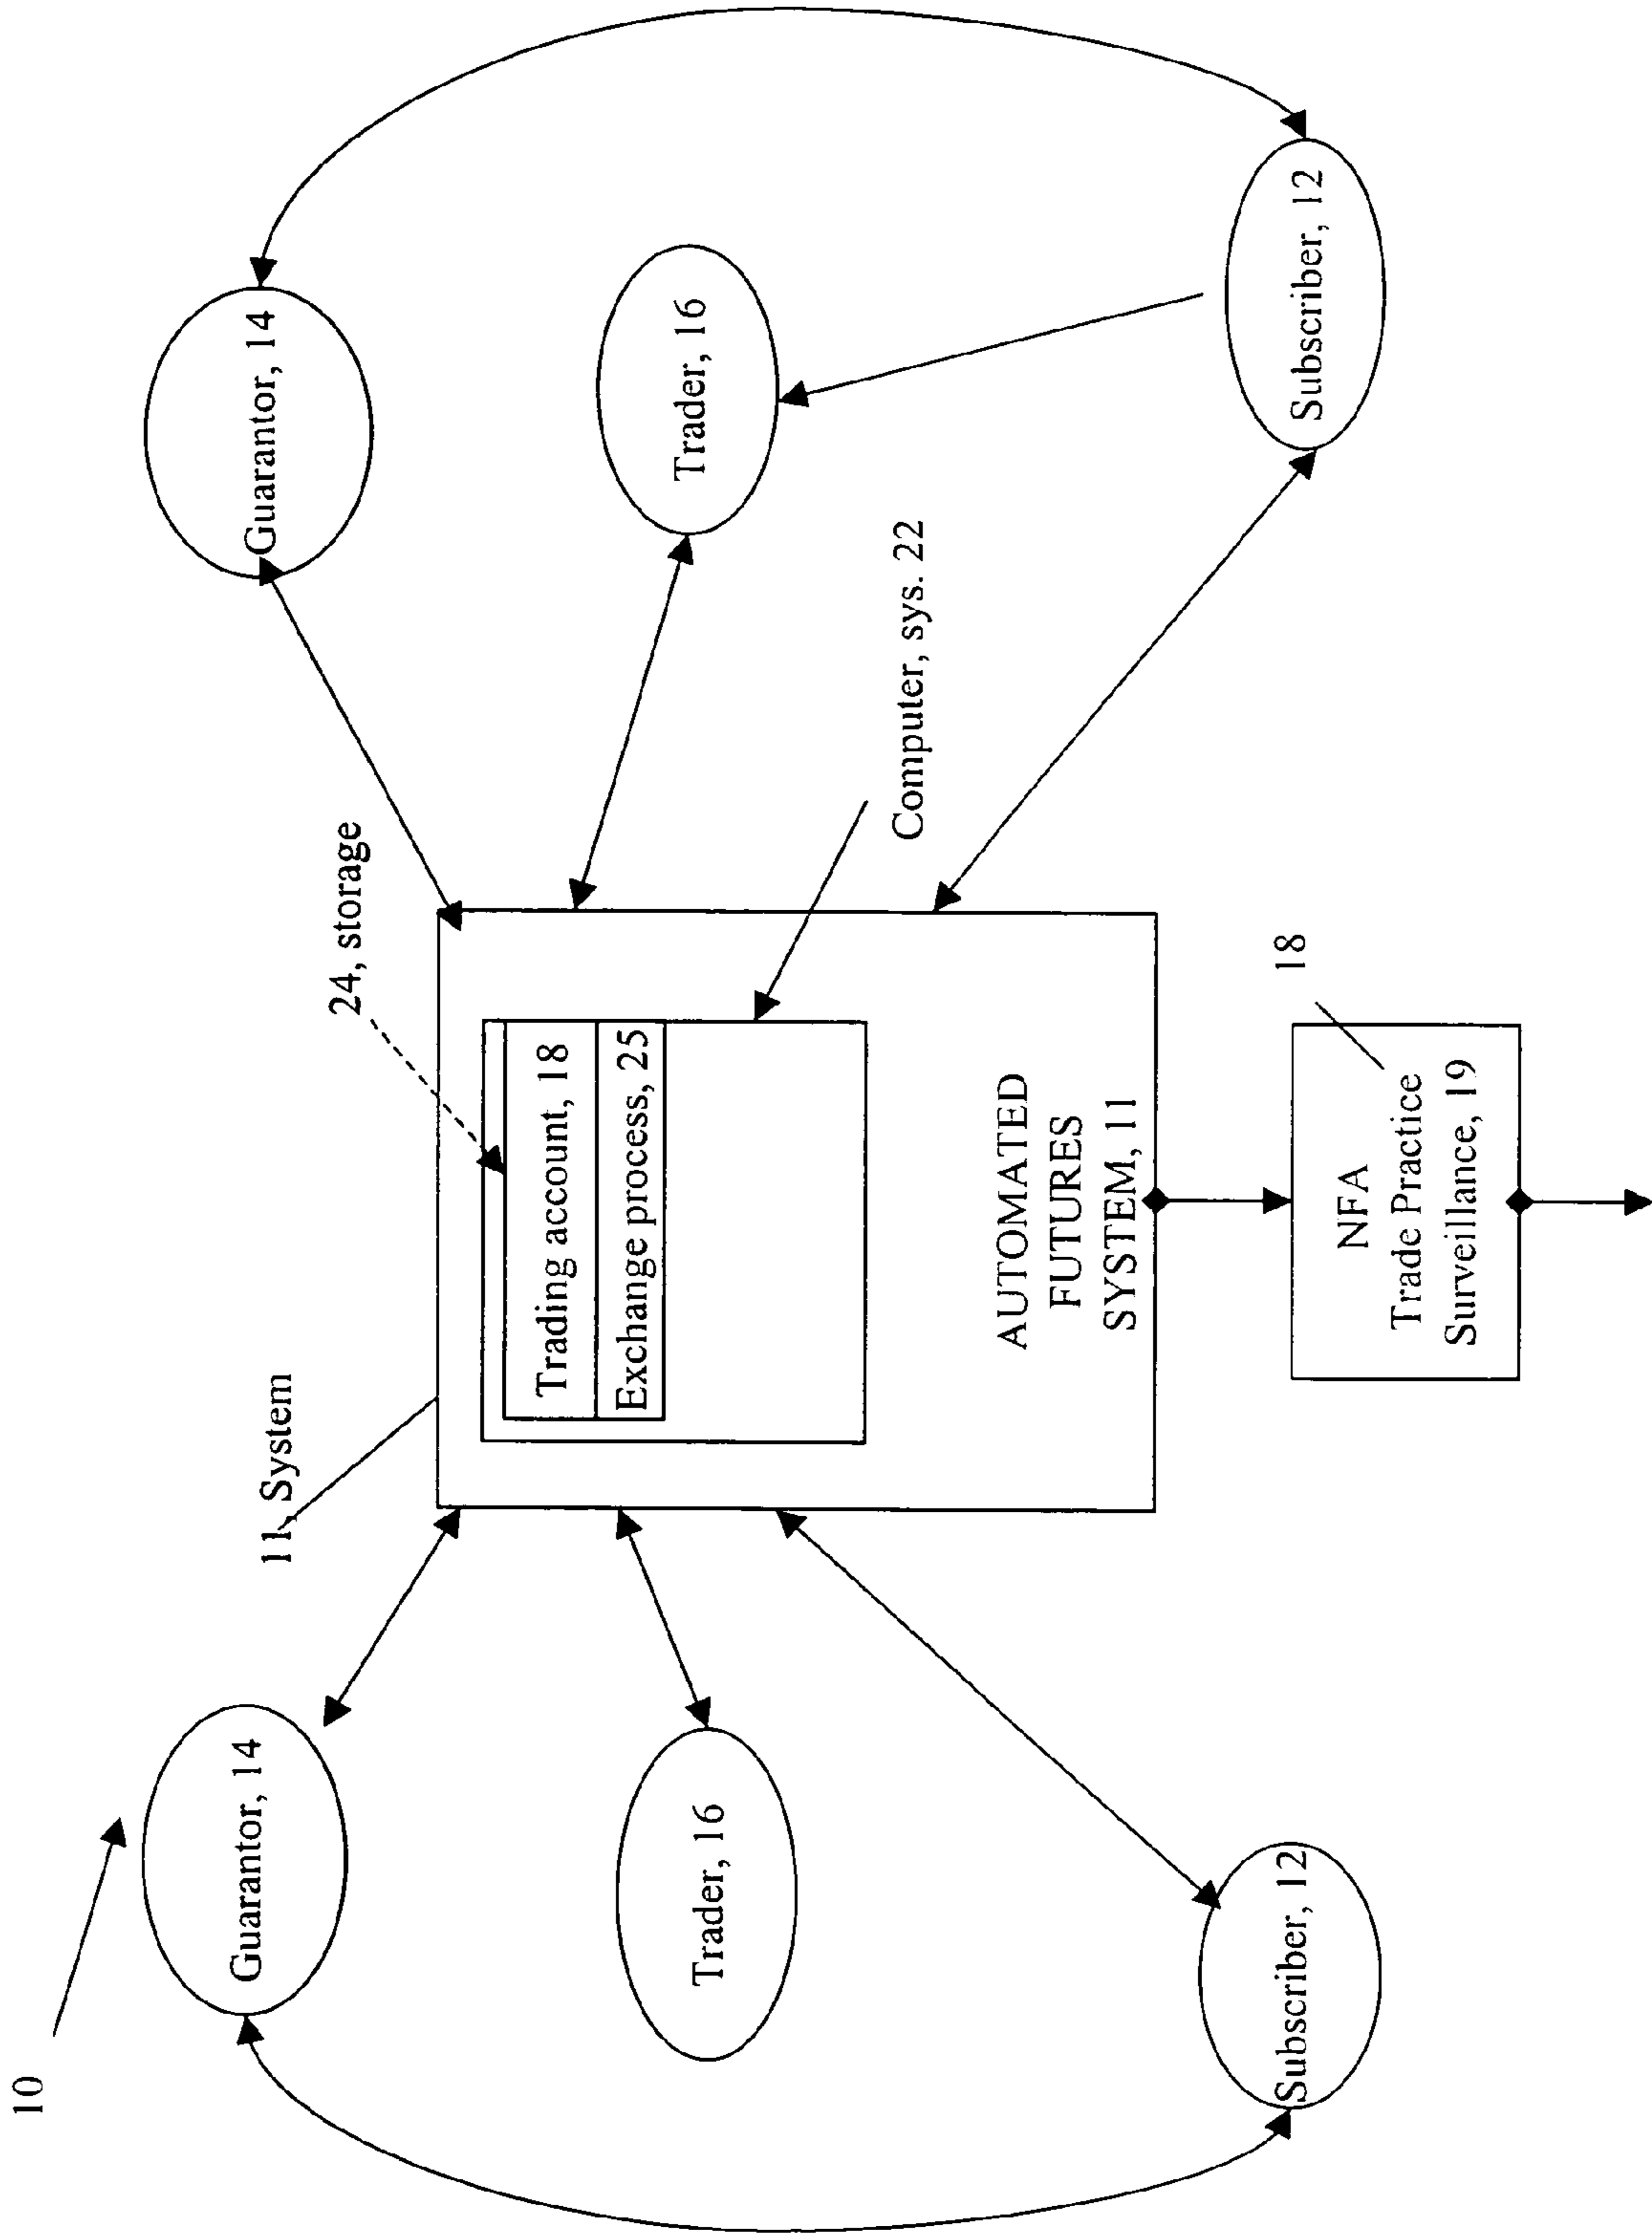 10
Guarantor, 14
11, System
Guarantor, 14
24, storage
Trading account, 18
Exchange process, 25
Trader, 16
Trader, 16
Computer, sys. 22
AUTOMATED
FUTURES
SYSTEM, 11
Subscriber, 12
18
Subscriber, 12
NFA
Trade Practice
Surveillance, 19